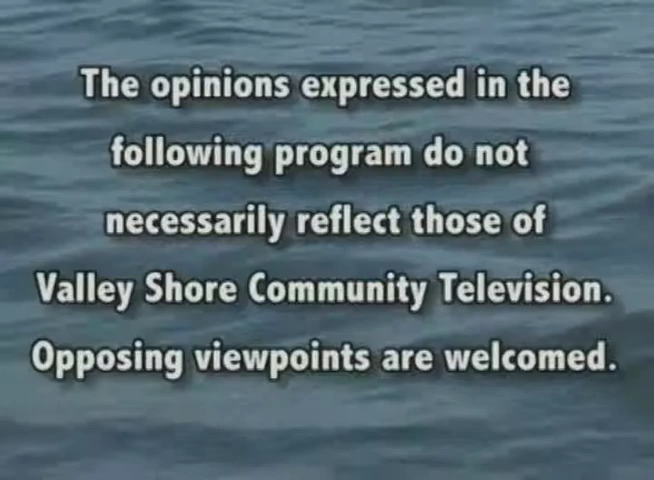 The opinions expressed in the
following program do not
necessarily reflect those of
Valley Shore Community Television.
Opposing viewpoints are welcomed.